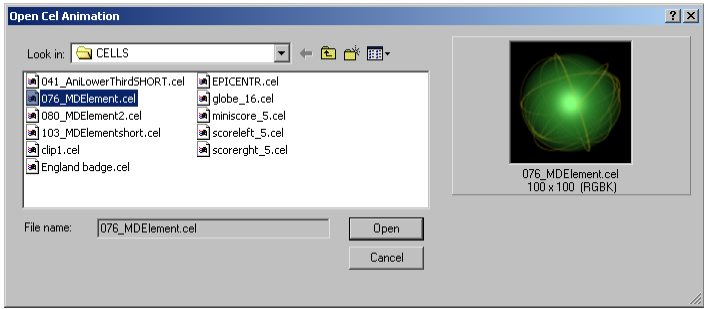 Open Cel Animation
Look in: CELLS
041_AniLowerThirdSHORT.cel
076_MDElement.cel
080_MDElement2.cel
103_MDElementshort.cel
clip1.cel
England badge.cel
EPICENTR.cel
globe_16.cel
miniscore_5.cel
scoreleft_5.cel
scorerght_5.cel
076_MDElement.cel
100 x 100 (RGBK)
File name: 076_MDElement.cel
Open
Cancel